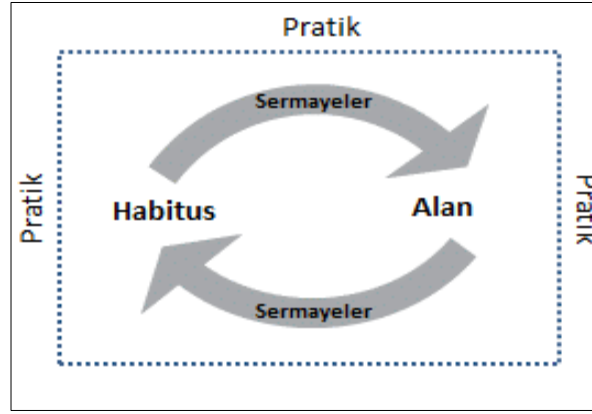 Pratik
Sermayeler
Pratik
Habitus
Alan
Pratik
Sermayeler